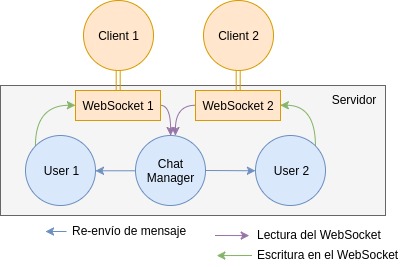 Client 1
Client 2
WebSocket 1
WebSocket 2
Servidor
User 1
Chat
Manager
User 2
Re-envío de mensaje
Lectura del WebSocket
Escritura en el WebSocket